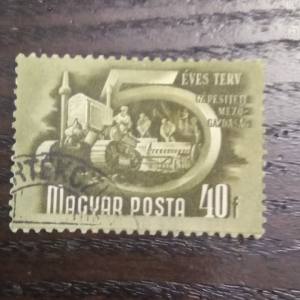 5
ÉVES TERV
GÉPESÍTETT
MEZŐ-
GAZDASÁG
MAGYAR POSTA 40f